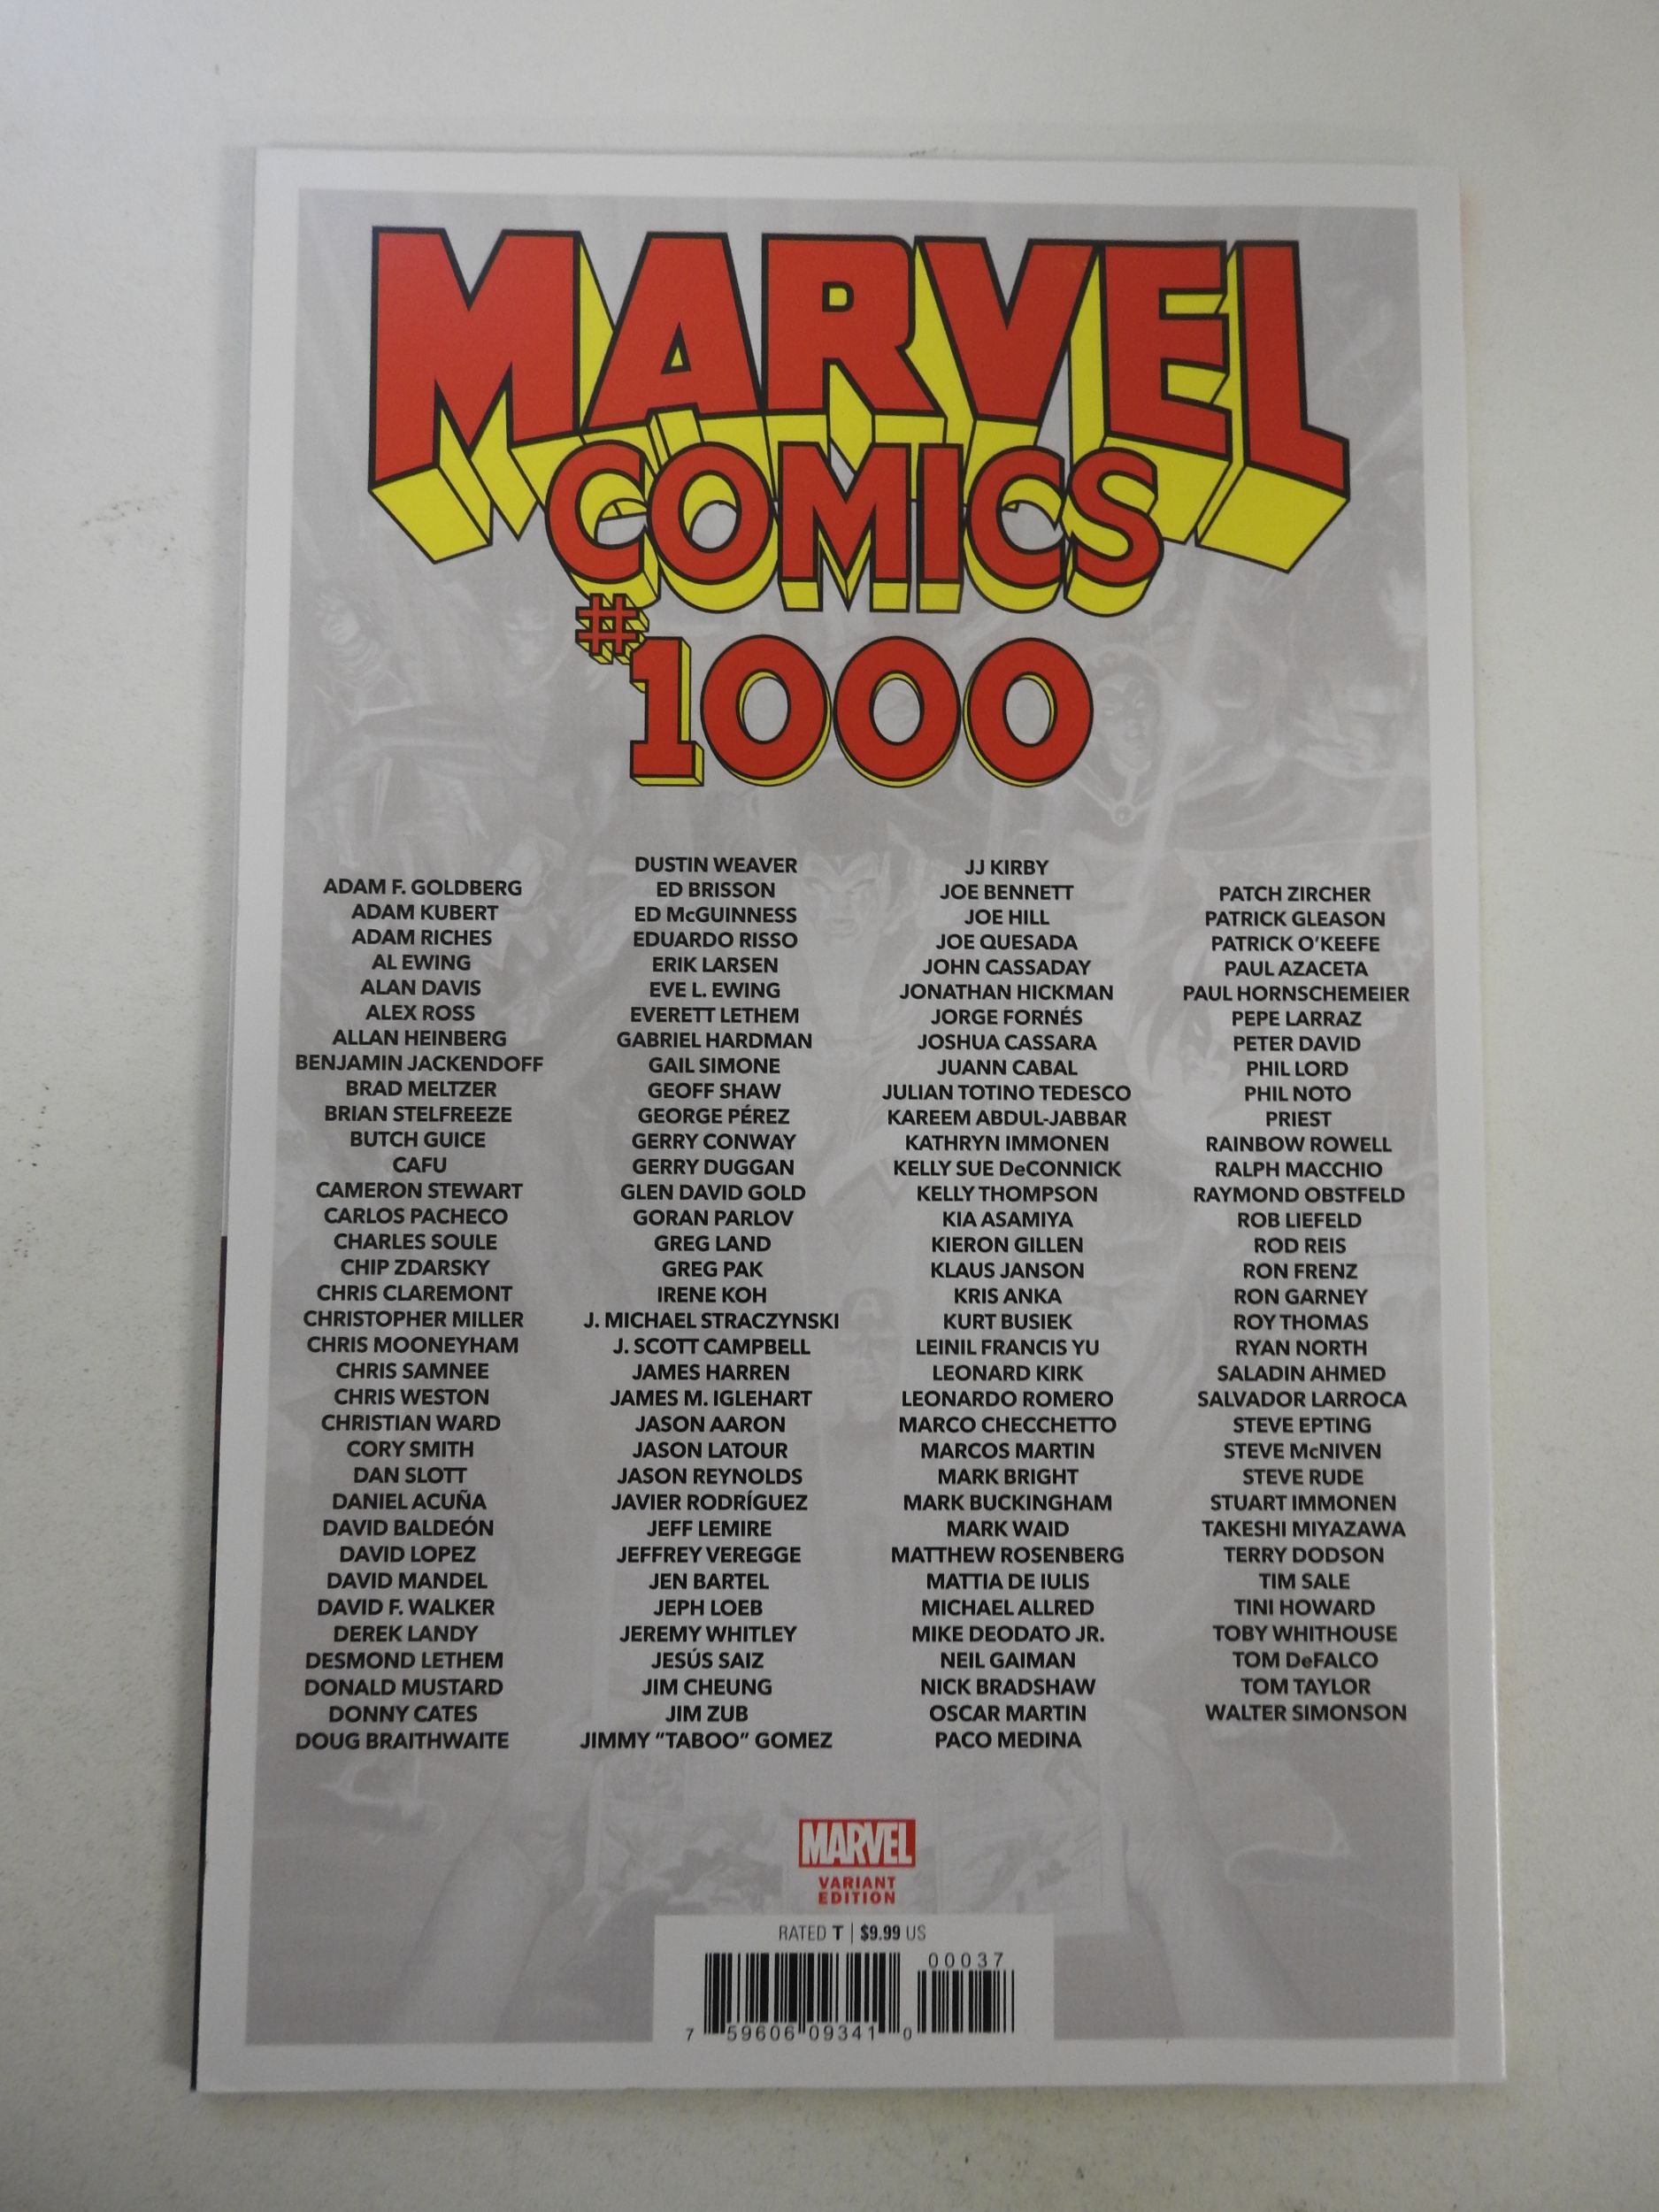 MARVEL
COMICS
#1000
ADAM F. GOLDBERG
ADAM KUBERT
ADAM RICHES
AL EWING
ALAN DAVIS
ALEX ROSS
ALLAN HEINBERG
BENJAMIN JACKENDOFF
BRAD MELTZER
BRIAN STELFREEZE
BUTCH GUICE
CAFU
CAMERON STEWART
CARLOS PACHECO
CHARLES SOULE
CHIP ZDARSKY
CHRIS CLAREMONT
CHRISTOPHER MILLER
CHRIS MOONEYHAM
CHRIS SAMNEE
CHRIS WESTON
CHRISTIAN WARD
CORY SMITH
DAN SLOTT
DANIEL ACUÑA
DAVID BALDEÓN
DAVID LOPEZ
DAVID MANDEL
DAVID F. WALKER
DEREK LANDY
DESMOND LETHEM
DONALD MUSTARD
DONNY CATES
DOUG BRAITHWAITE
DUSTIN WEAVER
ED BRISSON
ED McGUINNESS
EDUARDO RISSO
ERIK LARSEN
EVE L. EWING
EVERETT LETHEM
GABRIEL HARDMAN
GAIL SIMONE
GEOFF SHAW
GEORGE PÉREZ
GERRY CONWAY
GERRY DUGGAN
GLEN DAVID GOLD
GORAN PARLOV
GREG LAND
GREG PAK
IRENE KOH
J. MICHAEL STRACZYNSKI
J. SCOTT CAMPBELL
JAMES HARREN
JAMES M. IGLEHART
JASON AARON
JASON LATOUR
JASON REYNOLDS
JAVIER RODRÍGUEZ
JEFF LEMIRE
JEFFREY VEREGGE
JEN BARTEL
JEPH LOEB
JEREMY WHITLEY
JESÚS SAIZ
JIM CHEUNG
JIM ZUB
JIMMY “TABOO” GOMEZ
JJ KIRBY
JOE BENNETT
JOE HILL
JOE QUESADA
JOHN CASSADAY
JONATHAN HICKMAN
JORGE FORNÉS
JOSHUA CASSARA
JUANN CABAL
JULIAN TOTINO TEDESCO
KAREEM ABDUL-JABBAR
KATHRYN IMMONEN
KELLY SUE DeCONNICK
KELLY THOMPSON
KIA ASAMIYA
KIERON GILLEN
KLAUS JANSON
KRIS ANKA
KURT BUSIEK
LEINIL FRANCIS YU
LEONARD KIRK
LEONARDO ROMERO
MARCO CHECCHETTO
MARCOS MARTIN
MARK BRIGHT
MARK BUCKINGHAM
MARK WAID
MATTHEW ROSENBERG
MATTIA DE IULIS
MICHAEL ALLRED
MIKE DEODATO JR.
NEIL GAIMAN
NICK BRADSHAW
OSCAR MARTIN
PACO MEDINA
PATCH ZIRCHER
PATRICK GLEASON
PATRICK O’KEEFE
PAUL AZACETA
PAUL HORNSCHEMEIER
PEPE LARRAZ
PETER DAVID
PHIL LORD
PHIL NOTO
PRIEST
RAINBOW ROWELL
RALPH MACCHIO
RAYMOND OBSTFELD
ROB LIEFELD
ROD REIS
RON FRENZ
RON GARNEY
ROY THOMAS
RYAN NORTH
SALADIN AHMED
SALVADOR LARROCA
STEVE EPTING
STEVE McNIVEN
STEVE RUDE
STUART IMMONEN
TAKESHI MIYAZAWA
TERRY DODSON
TIM SALE
TINI HOWARD
TOBY WHITHOUSE
TOM DeFALCO
TOM TAYLOR
WALTER SIMONSON
MARVEL
VARIANT
EDITION
RATED T | $9.99 US
00037
7 59606 09341 0